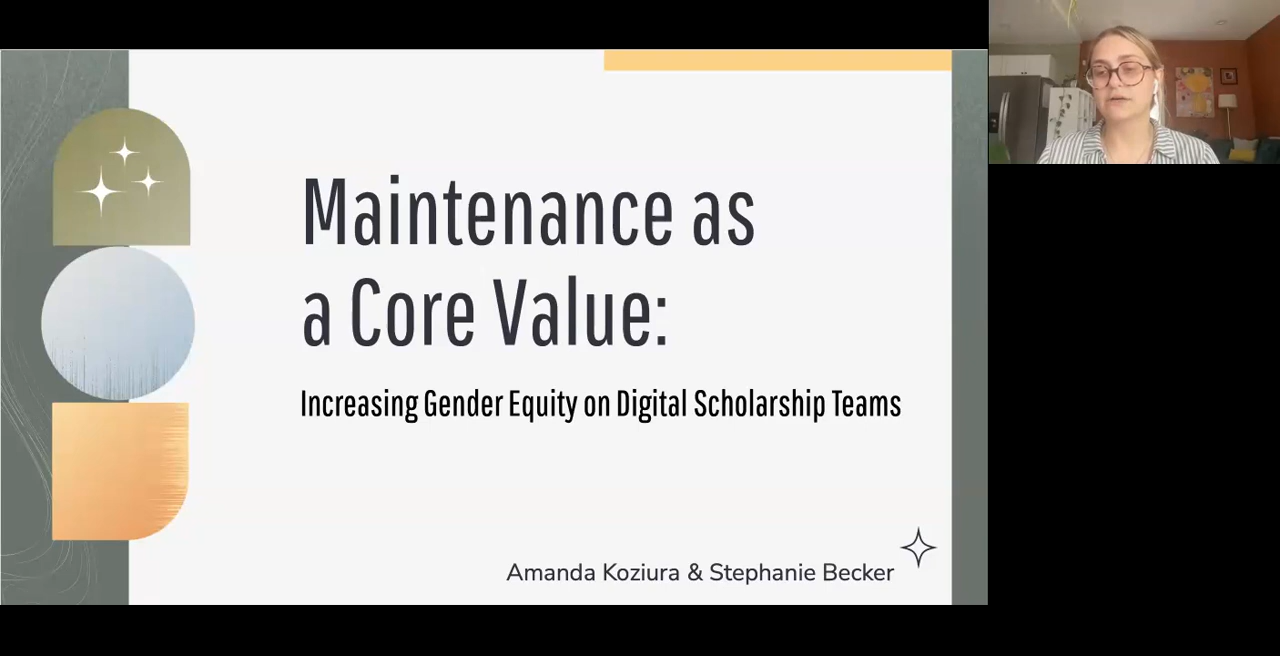 Maintenance as
a Core Value:
Increasing Gender Equity on Digital Scholarship Teams
Amanda Koziura & Stephanie Becker